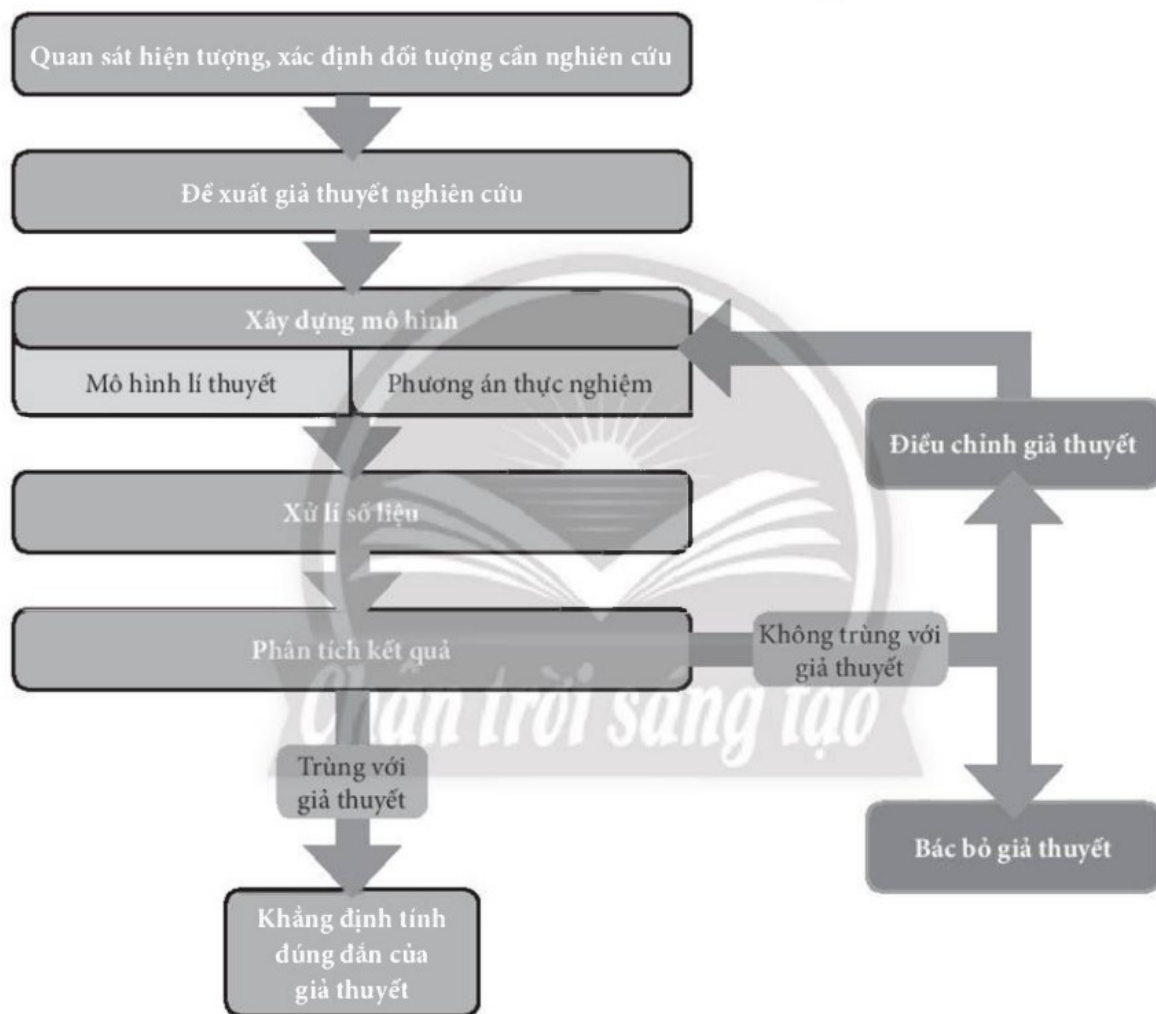 Quan sát hiện tượng, xác định đối tượng cần nghiên cứu
Đề xuất giả thuyết nghiên cứu
Xây dựng mô hình
Mô hình lí thuyết
Phương án thực nghiệm
Điều chỉnh giả thuyết
Xử lí số liệu
Phân tích kết quả
Không trùng với
giả thuyết
Chân trời sáng tạo
Trùng với
giả thuyết
Bác bỏ giả thuyết
Khẳng định tính
đúng đắn của
giả thuyết